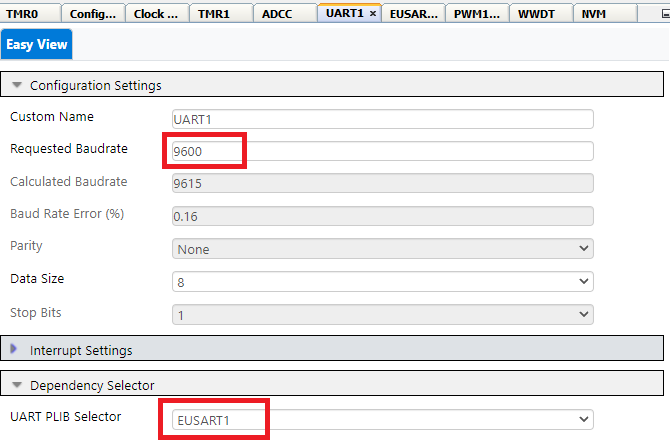 TMR0 Config... Clock ... TMR1 ADCC UART1 × EUSAR... PWM1... WWDT NVM
Easy View
Configuration Settings
Custom Name UART1
Requested Baudrate 9600
Calculated Baudrate 9615
Baud Rate Error (%) 0.16
Parity None
Data Size 8
Stop Bits 1
Interrupt Settings
Dependency Selector
UART PLIB Selector EUSART1